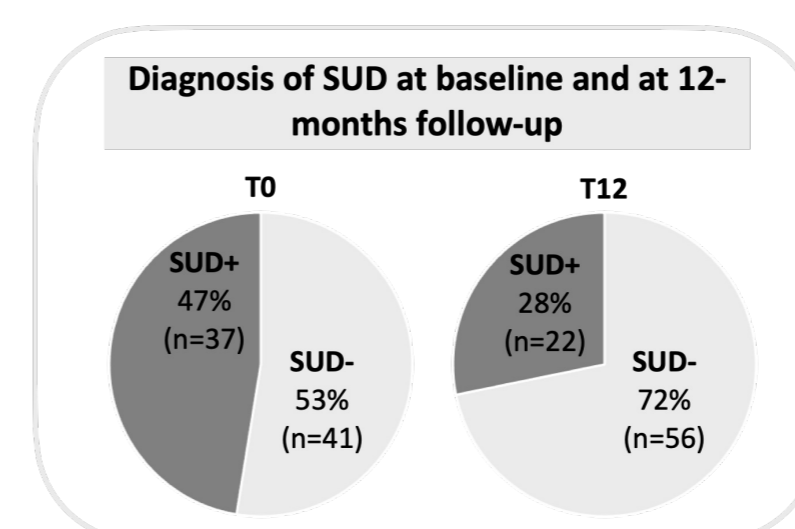 Diagnosis of SUD at baseline and at 12-
months follow-up
T0
SUD+
47%
(n=37)
SUD-
53%
(n=41)
T12
SUD+
28%
(n=22)
SUD-
72%
(n=56)